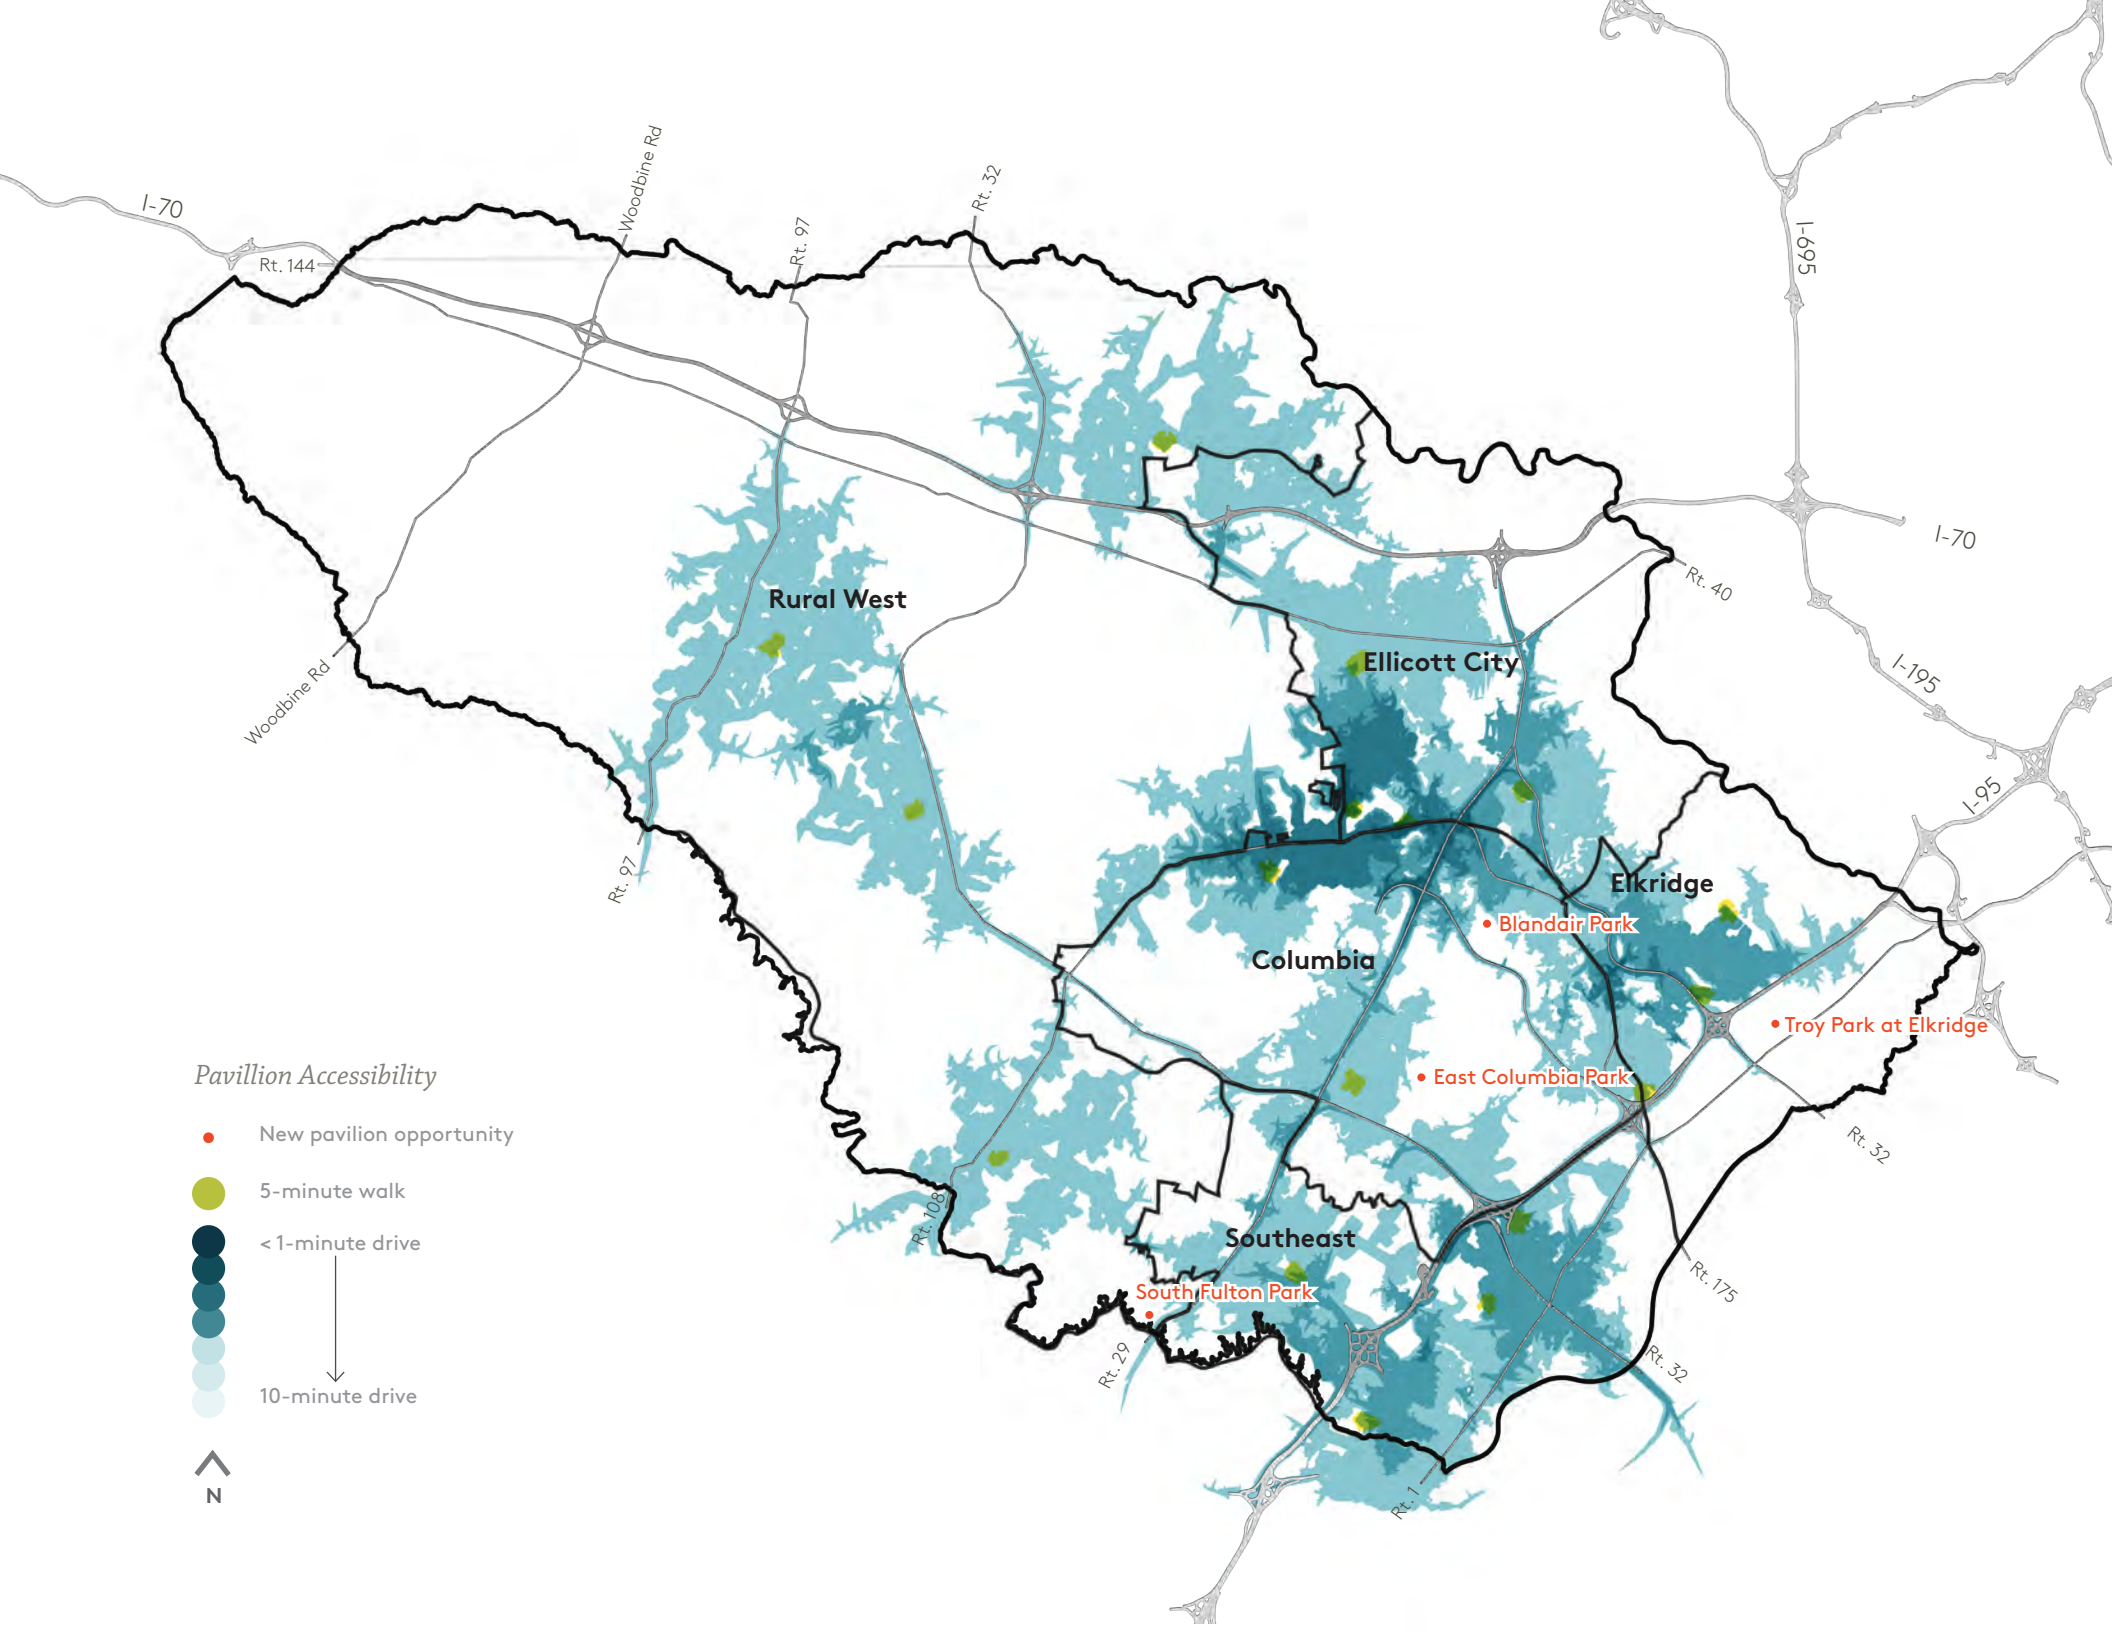 Woodbine Rd
Rt. 32
I-70
Rt. 97
Rt. 144
I-695
I-70
Rt. 40
Rural West
Ellicott City
I-195
Woodbine Rd
I-95
Rt. 97
Elkridge
Blandair Park
Columbia
Troy Park at Elkridge
East Columbia Park
Pavillion Accessibility
New pavilion opportunity
5-minute walk
< 1-minute drive
10-minute drive
N
Rt. 32
Rt. 108
Southeast
South Fulton Park
Rt. 175
Rt. 29
Rt. 32
Rt. 1